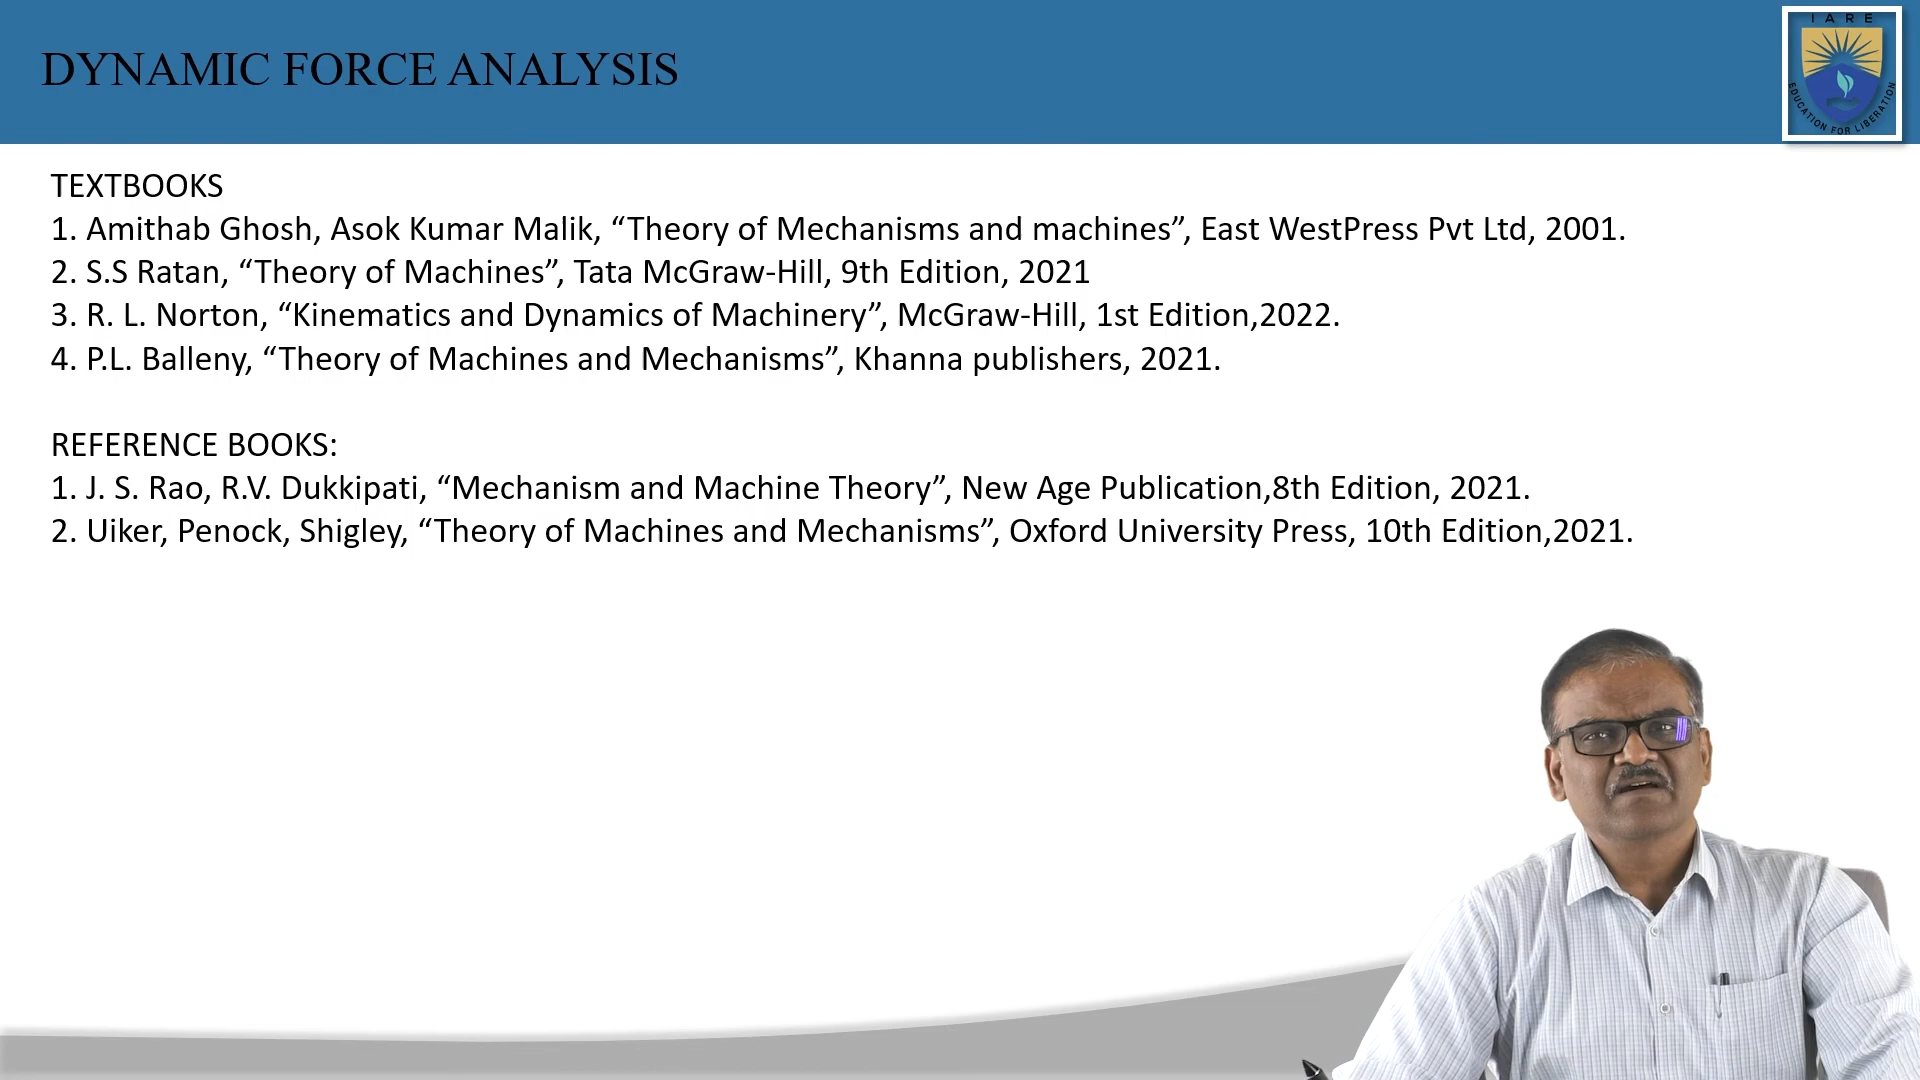 DYNAMIC FORCE ANALYSIS
IARE
EDUCATION FOR LIBERATION
TEXTBOOKS
1. Amithab Ghosh, Asok Kumar Malik, “Theory of Mechanisms and machines”, East WestPress Pvt Ltd, 2001.
2. S.S Ratan, “Theory of Machines”, Tata McGraw-Hill, 9th Edition, 2021
3. R. L. Norton, “Kinematics and Dynamics of Machinery”, McGraw-Hill, 1st Edition,2022.
4. P.L. Balleny, “Theory of Machines and Mechanisms”, Khanna publishers, 2021.
REFERENCE BOOKS:
1. J. S. Rao, R.V. Dukkipati, “Mechanism and Machine Theory”, New Age Publication,8th Edition, 2021.
2. Uiker, Penock, Shigley, “Theory of Machines and Mechanisms”, Oxford University Press, 10th Edition,2021.